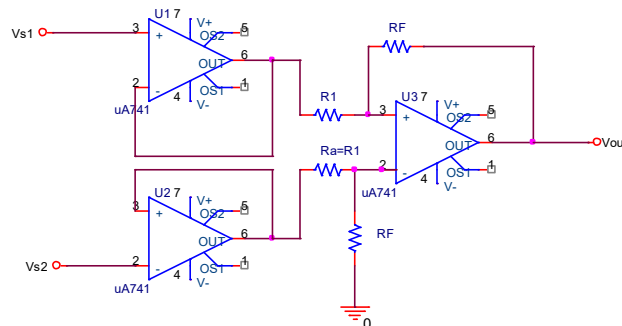 U1 7
V+
5
OS2
3
+
Vs1
6
OUT
2
-
1
OS1
4
V-
uA741
RF
R1
U3 7
V+
5
OS2
3
+
6
OUT
Vou
Ra=R1
2
-
1
OS1
4
V-
uA741
U2 7
V+
5
OS2
3
+
6
OUT
RF
Vs2
2
-
1
OS1
4
V-
uA741
0